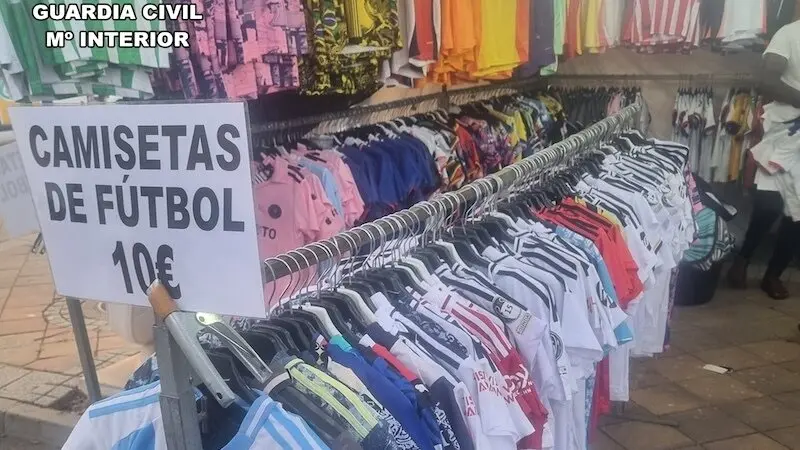 GUARDIA CIVIL
Mº INTERIOR
CAMISETAS
DE FÚTBOL
10€